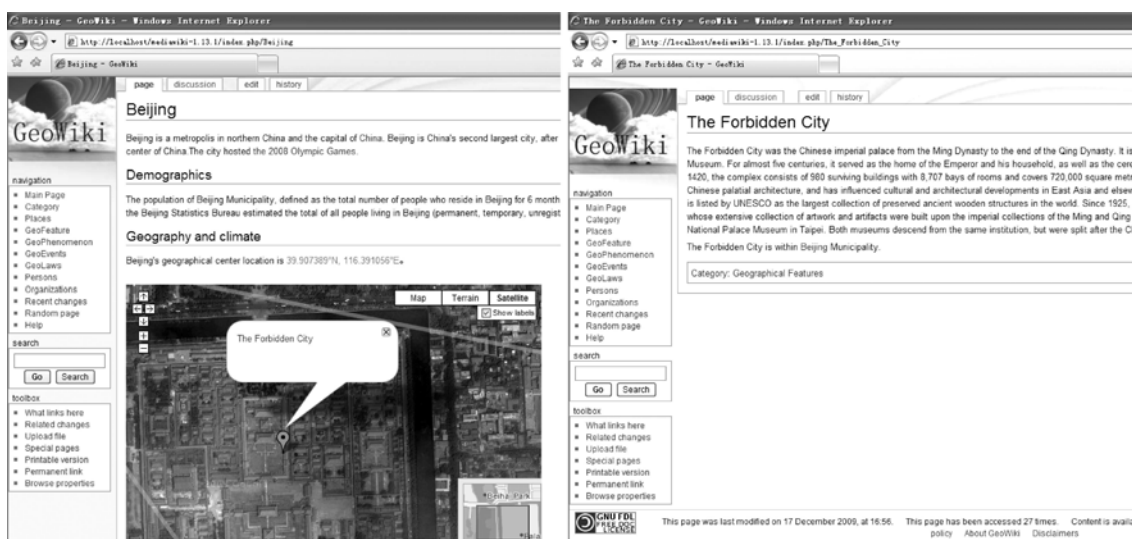 Beijing - GeoWiki - Windows Internet Explorer
http://localhost/mediawiki-1.13.1/index.php/Beijing
Beijing - GeoWiki
GeoWiki
navigation
Main Page
Category
Places
GeoFeature
GeoPhenomenon
GeoEvents
GeoLaws
Persons
Organizations
Recent changes
Random page
Help
search
Go Search
toolbox
What links here
Related changes
Upload file
Special pages
Printable version
Permanent link
Browse properties
page discussion edit history
Beijing
Beijing is a metropolis in northern China and the capital of China. Beijing is China's second largest city, after
center of China.The city hosted the 2008 Olympic Games.
Demographics
The population of Beijing Municipality, defined as the total number of people who reside in Beijing for 6 month
the Beijing Statistics Bureau estimated the total of all people living in Beijing (permanent, temporary, unregist
Geography and climate
Beijing's geographical center location is 39.907389°N, 116.391056°E.
Map Terrain Satellite
Show labels
The Forbidden City
The Forbidden City - GeoWiki - Windows Internet Explorer
http://localhost/mediawiki-1.13.1/index.php/The_Forbidden_City
The Forbidden City - GeoWiki
GeoWiki
navigation
Main Page
Category
Places
GeoFeature
GeoPhenomenon
GeoEvents
GeoLaws
Persons
Organizations
Recent changes
Random page
Help
search
Go Search
toolbox
What links here
Related changes
Upload file
Special pages
Printable version
Permanent link
Browse properties
page discussion edit history
The Forbidden City
The Forbidden City was the Chinese imperial palace from the Ming Dynasty to the end of the Qing Dynasty. It is
Museum. For almost five centuries, it served as the home of the Emperor and his household, as well as the cere
1420, the complex consists of 980 surviving buildings with 8,707 bays of rooms and covers 720,000 square metr
Chinese palatial architecture, and has influenced cultural and architectural developments in East Asia and elsew
is listed by UNESCO as the largest collection of preserved ancient wooden structures in the world. Since 1925,
whose extensive collection of artwork and artifacts were built upon the imperial collections of the Ming and Qing
National Palace Museum in Taipei. Both museums descend from the same institution, but were split after the C
The Forbidden City is within Beijing Municipality.
Category: Geographical Features
GNU FDL
FREE DOC
LICENSE
This page was last modified on 17 December 2009, at 16:56. This page has been accessed 27 times. Content is availa
policy About GeoWiki Disclaimers